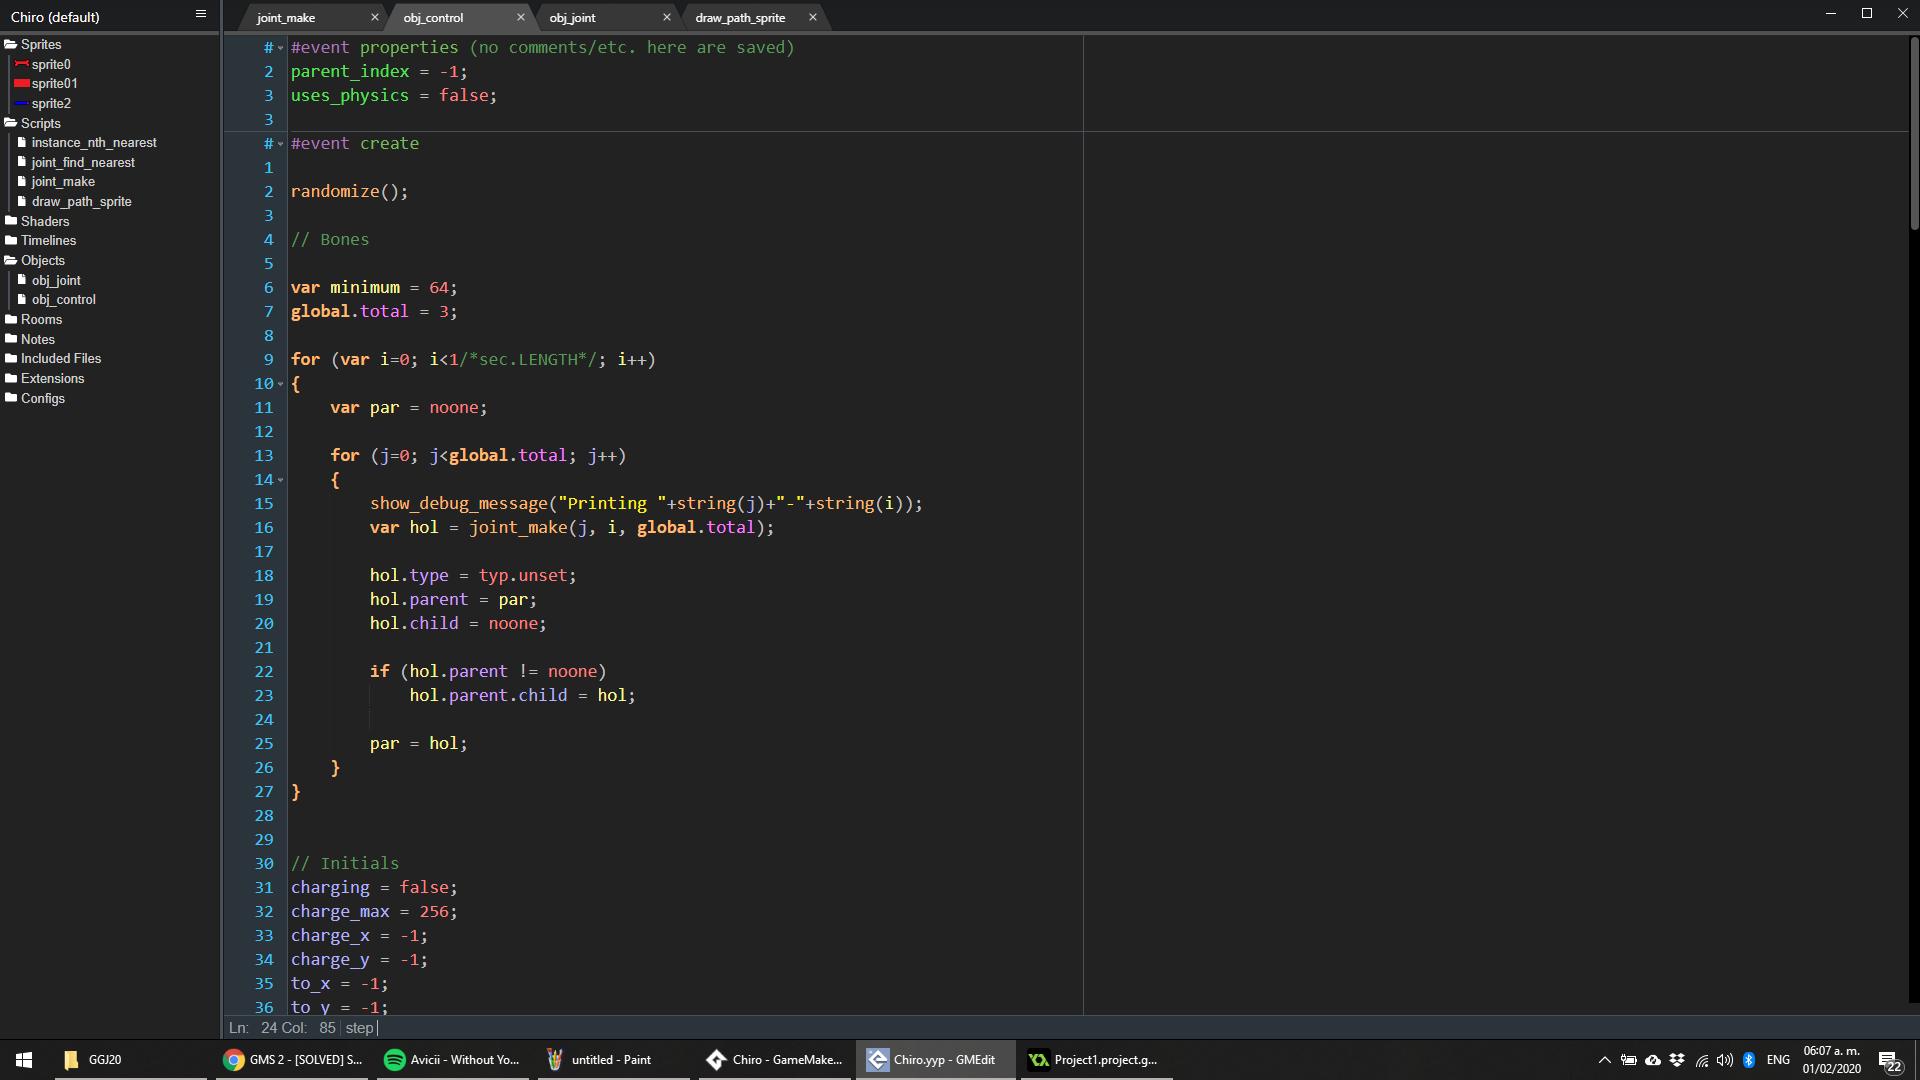 Chiro (default)
joint_make
obj_control
obj_joint
draw_path_sprite
Sprites
sprite0
sprite01
sprite2
Scripts
instance_nth_nearest
joint_find_nearest
joint_make
draw_path_sprite
Shaders
Timelines
Objects
obj_joint
obj_control
Rooms
Notes
Included Files
Extensions
Configs
# #event properties (no comments/etc. here are saved)
2 parent_index = -1;
3 uses_physics = false;
3
# #event create
1
2 randomize();
3
4 // Bones
5
6 var minimum = 64;
7 global.total = 3;
8
9 for (var i=0; i<1/*sec.LENGTH*/; i++)
10 {
11 var par = noone;
12
13 for (j=0; j<global.total; j++)
14 {
15 show_debug_message("Printing "+string(j)+"-"+string(i));
16 var hol = joint_make(j, i, global.total);
17
18 hol.type = typ.unset;
19 hol.parent = par;
20 hol.child = noone;
21
22 if (hol.parent != noone)
23 hol.parent.child = hol;
24
25 par = hol;
26 }
27 }
28
29
30 // Initials
31 charging = false;
32 charge_max = 256;
33 charge_x = -1;
34 charge_y = -1;
35 to_x = -1;
36 to_y = -1;
Ln: 24 Col: 85 step
GGJ20
GMS 2 - [SOLVED] S...
Avicii - Without Yo...
untitled - Paint
Chiro - GameMake...
Chiro.yyp - GMEdit
Project1.project.g...
ENG
06:07 a. m.
01/02/2020
22